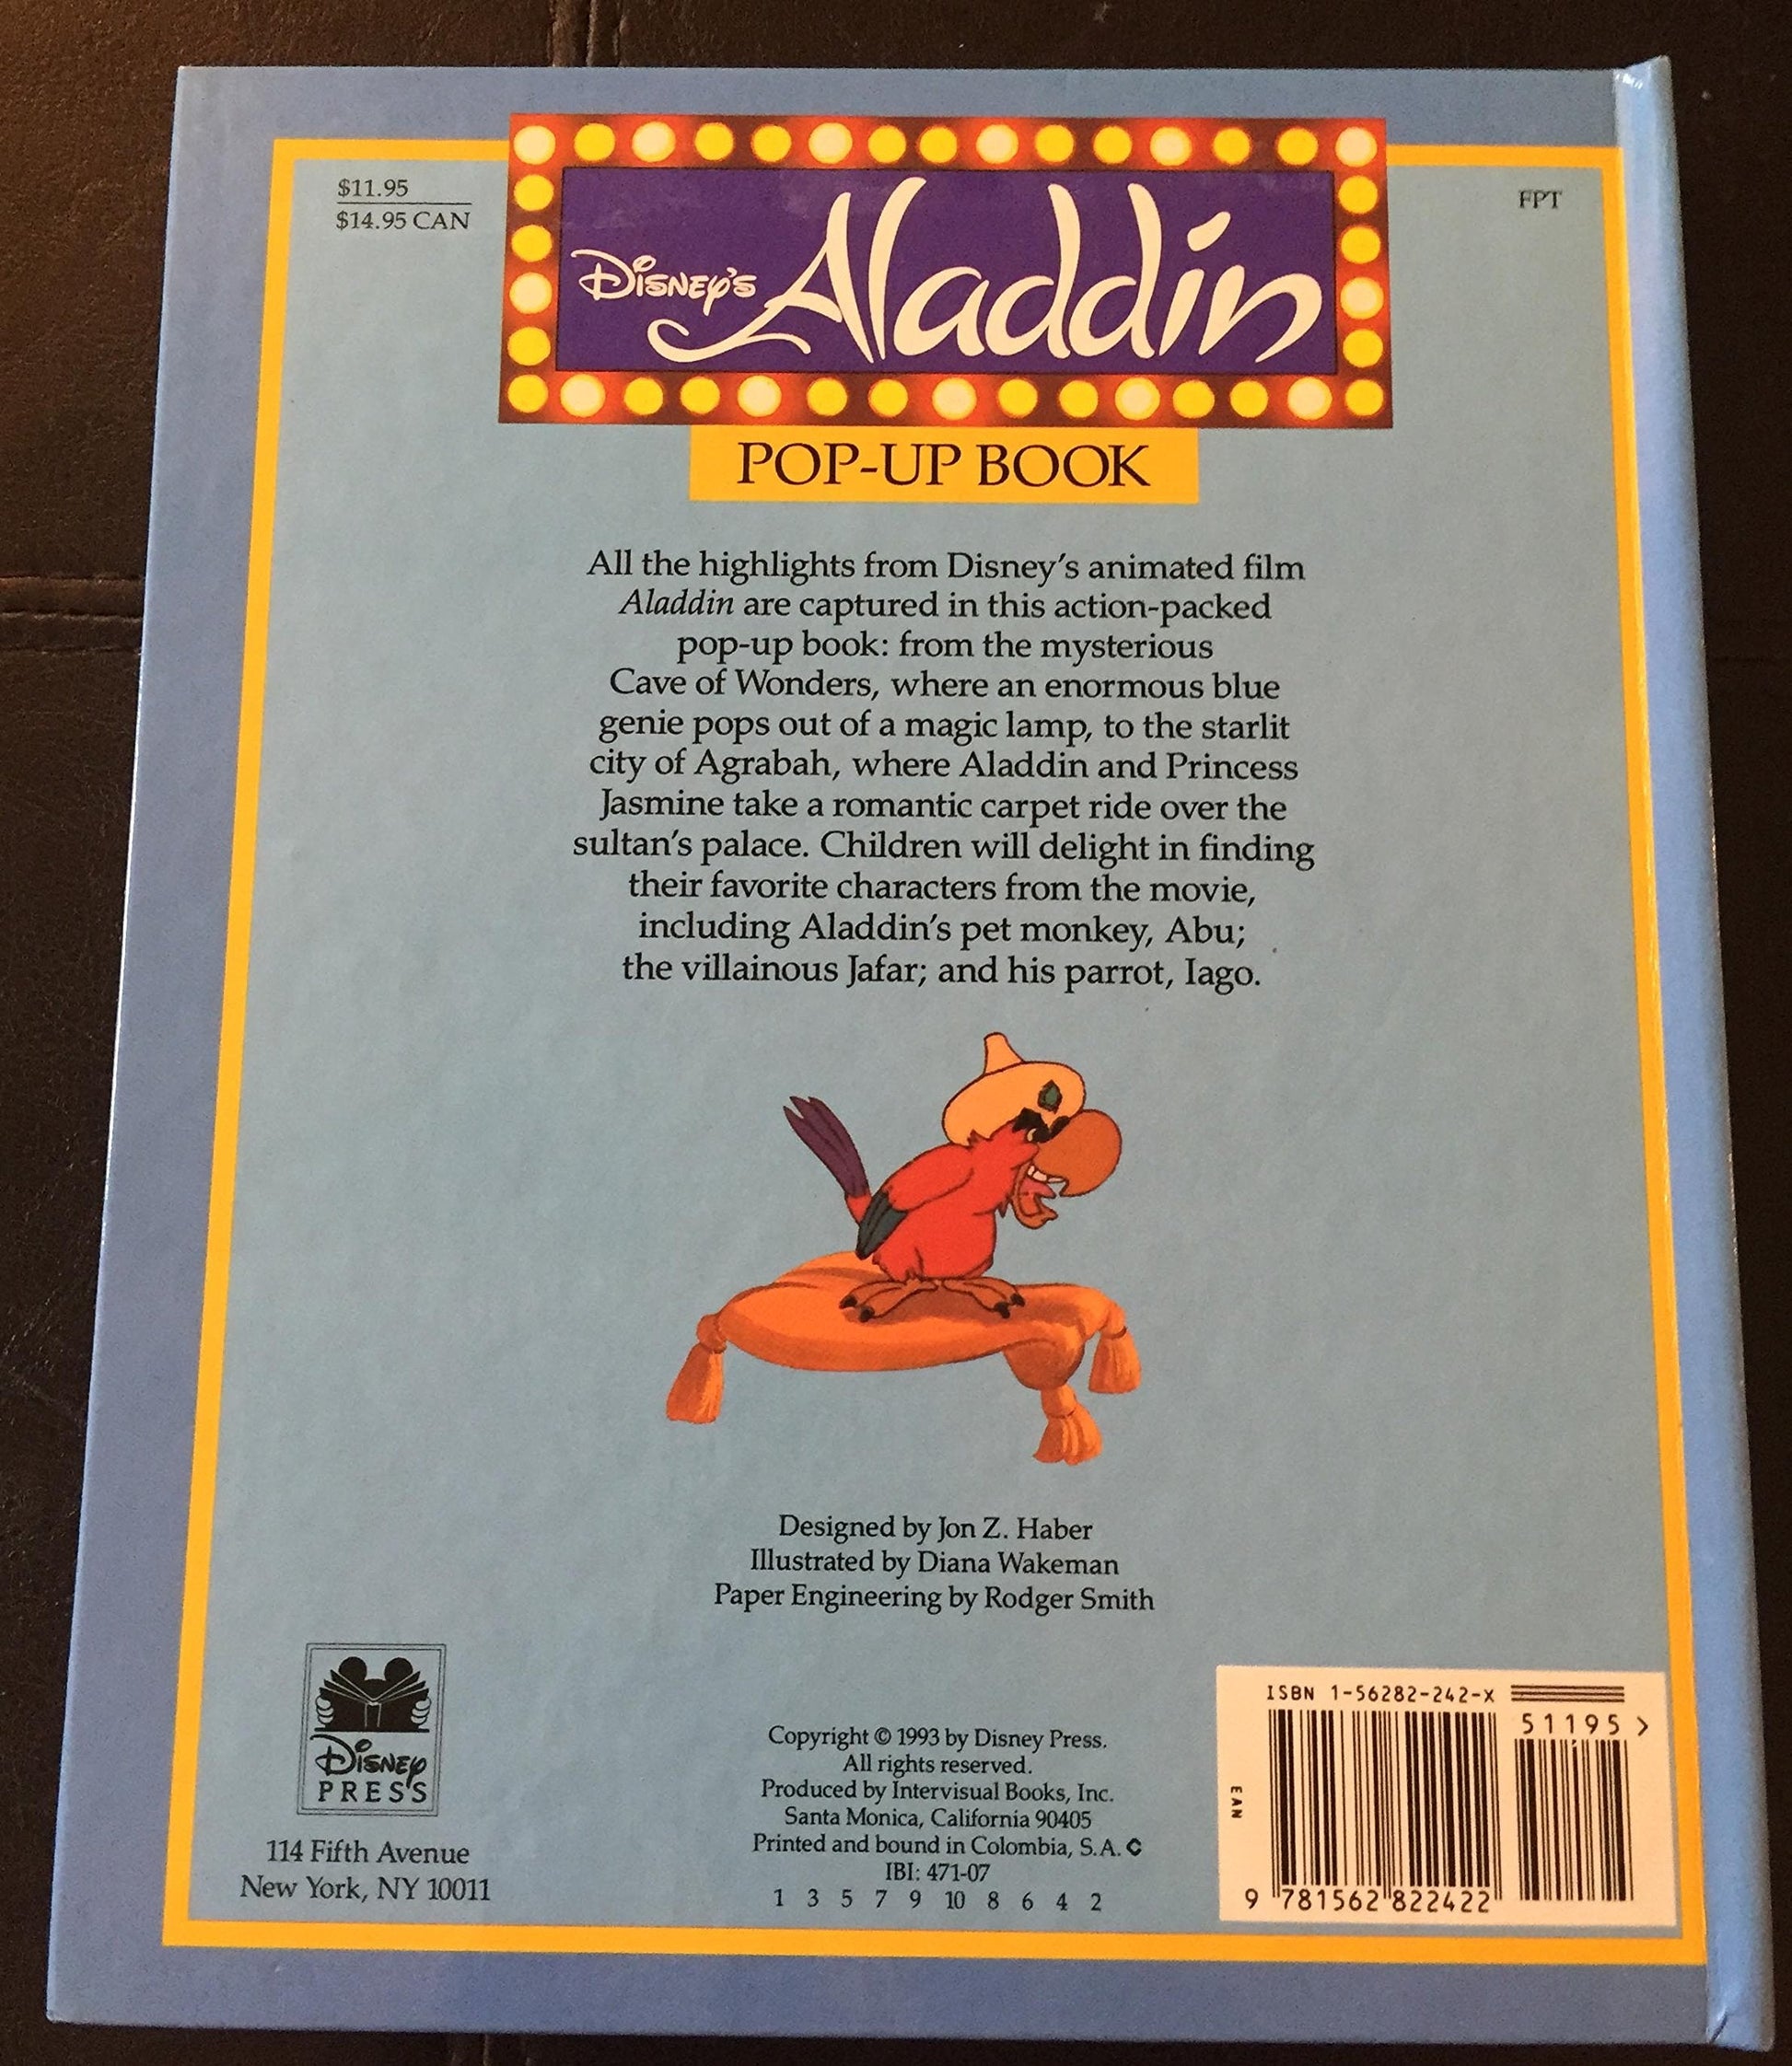 $11.95
$14.95 CAN
FPT
Disney's Aladdin
POP-UP BOOK
All the highlights from Disney's animated film
Aladdin are captured in this action-packed
pop-up book: from the mysterious
Cave of Wonders, where an enormous blue
genie pops out of a magic lamp, to the starlit
city of Agrabah, where Aladdin and Princess
Jasmine take a romantic carpet ride over the
sultan's palace. Children will delight in finding
their favorite characters from the movie,
including Aladdin's pet monkey, Abu;
the villainous Jafar; and his parrot, Iago.
Designed by Jon Z. Haber
Illustrated by Diana Wakeman
Paper Engineering by Rodger Smith
Disney
PRESS
114 Fifth Avenue
New York, NY 10011
Copyright © 1993 by Disney Press.
All rights reserved.
Produced by Intervisual Books, Inc.
Santa Monica, California 90405
Printed and bound in Colombia, S.A. C
IBI: 471-07
1 3 5 7 9 10 8 6 4 2
ISBN 1-56282-242-X
51195 >
EAN
9 781562 822422